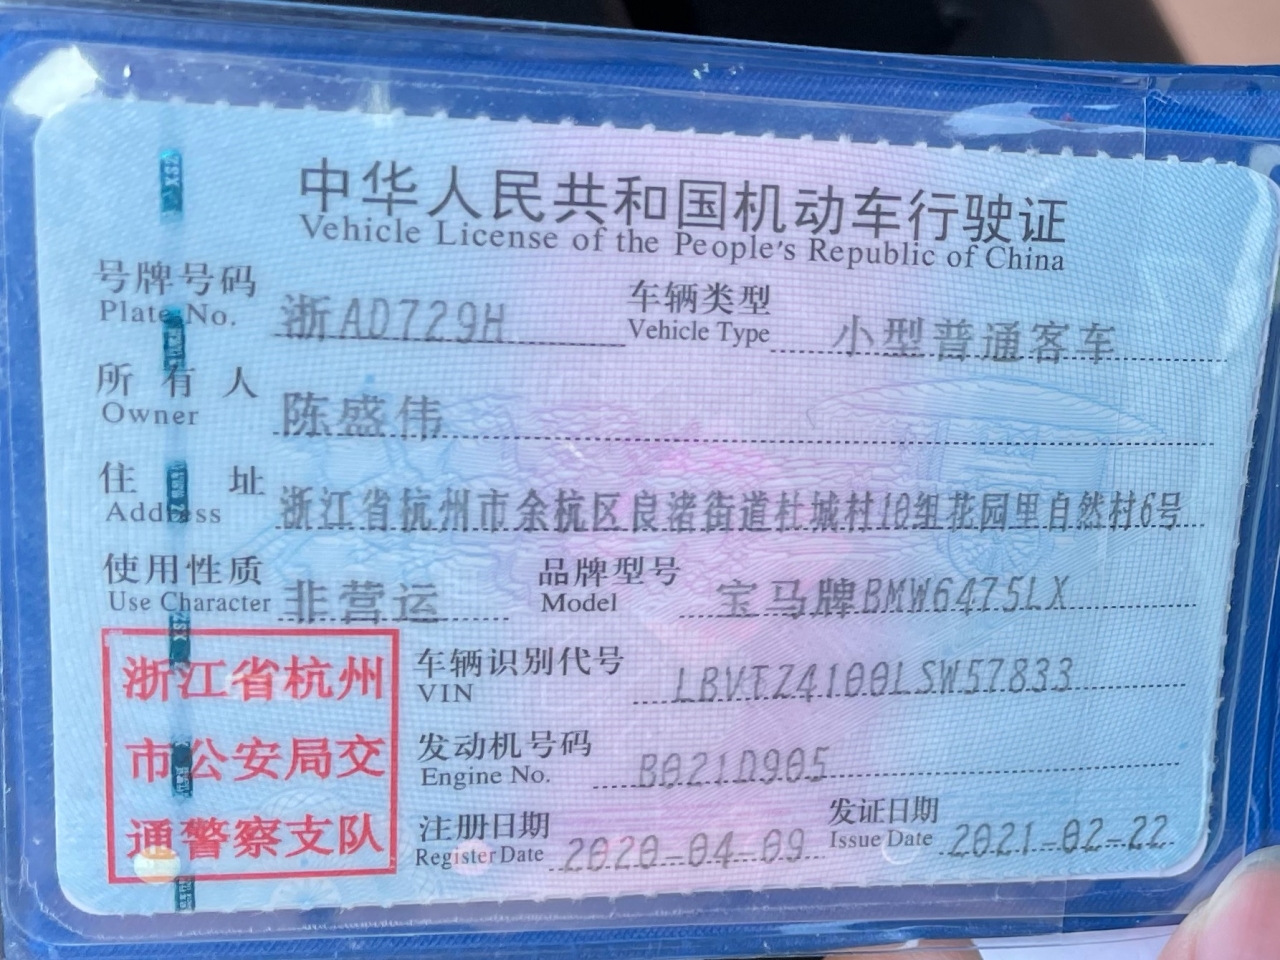 中华人民共和国机动车行驶证
Vehicle License of the People's Republic of China
号牌号码 浙AD729H 车辆类型 小型普通客车
Plate No. Vehicle Type
所有人 陈盛伟
Owner
住址 浙江省杭州市余杭区良渚街道杜城村10组花园里自然村6号
Address
使用性质 非营运 品牌型号 宝马牌BMW6475LX
Use Character Model
浙江省杭州
市公安局交
通警察支队
车辆识别代号 LBVTZ4100LSW57833
VIN
发动机号码 B021D905
Engine No.
注册日期 2020-04-09 发证日期 2021-02-22
Register Date Issue Date